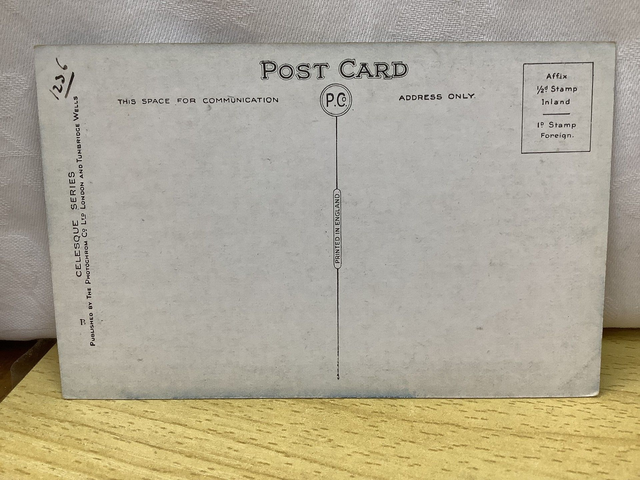 1236
POST CARD
THIS SPACE FOR COMMUNICATION
P.Co
ADDRESS ONLY.
Affix
½d Stamp
Inland
1d Stamp
Foreign.
PRINTED IN ENGLAND
CELESQUE SERIES
PUBLISHED BY THE PHOTOCHROM CO LTD LONDON AND TUNBRIDGE WELLS